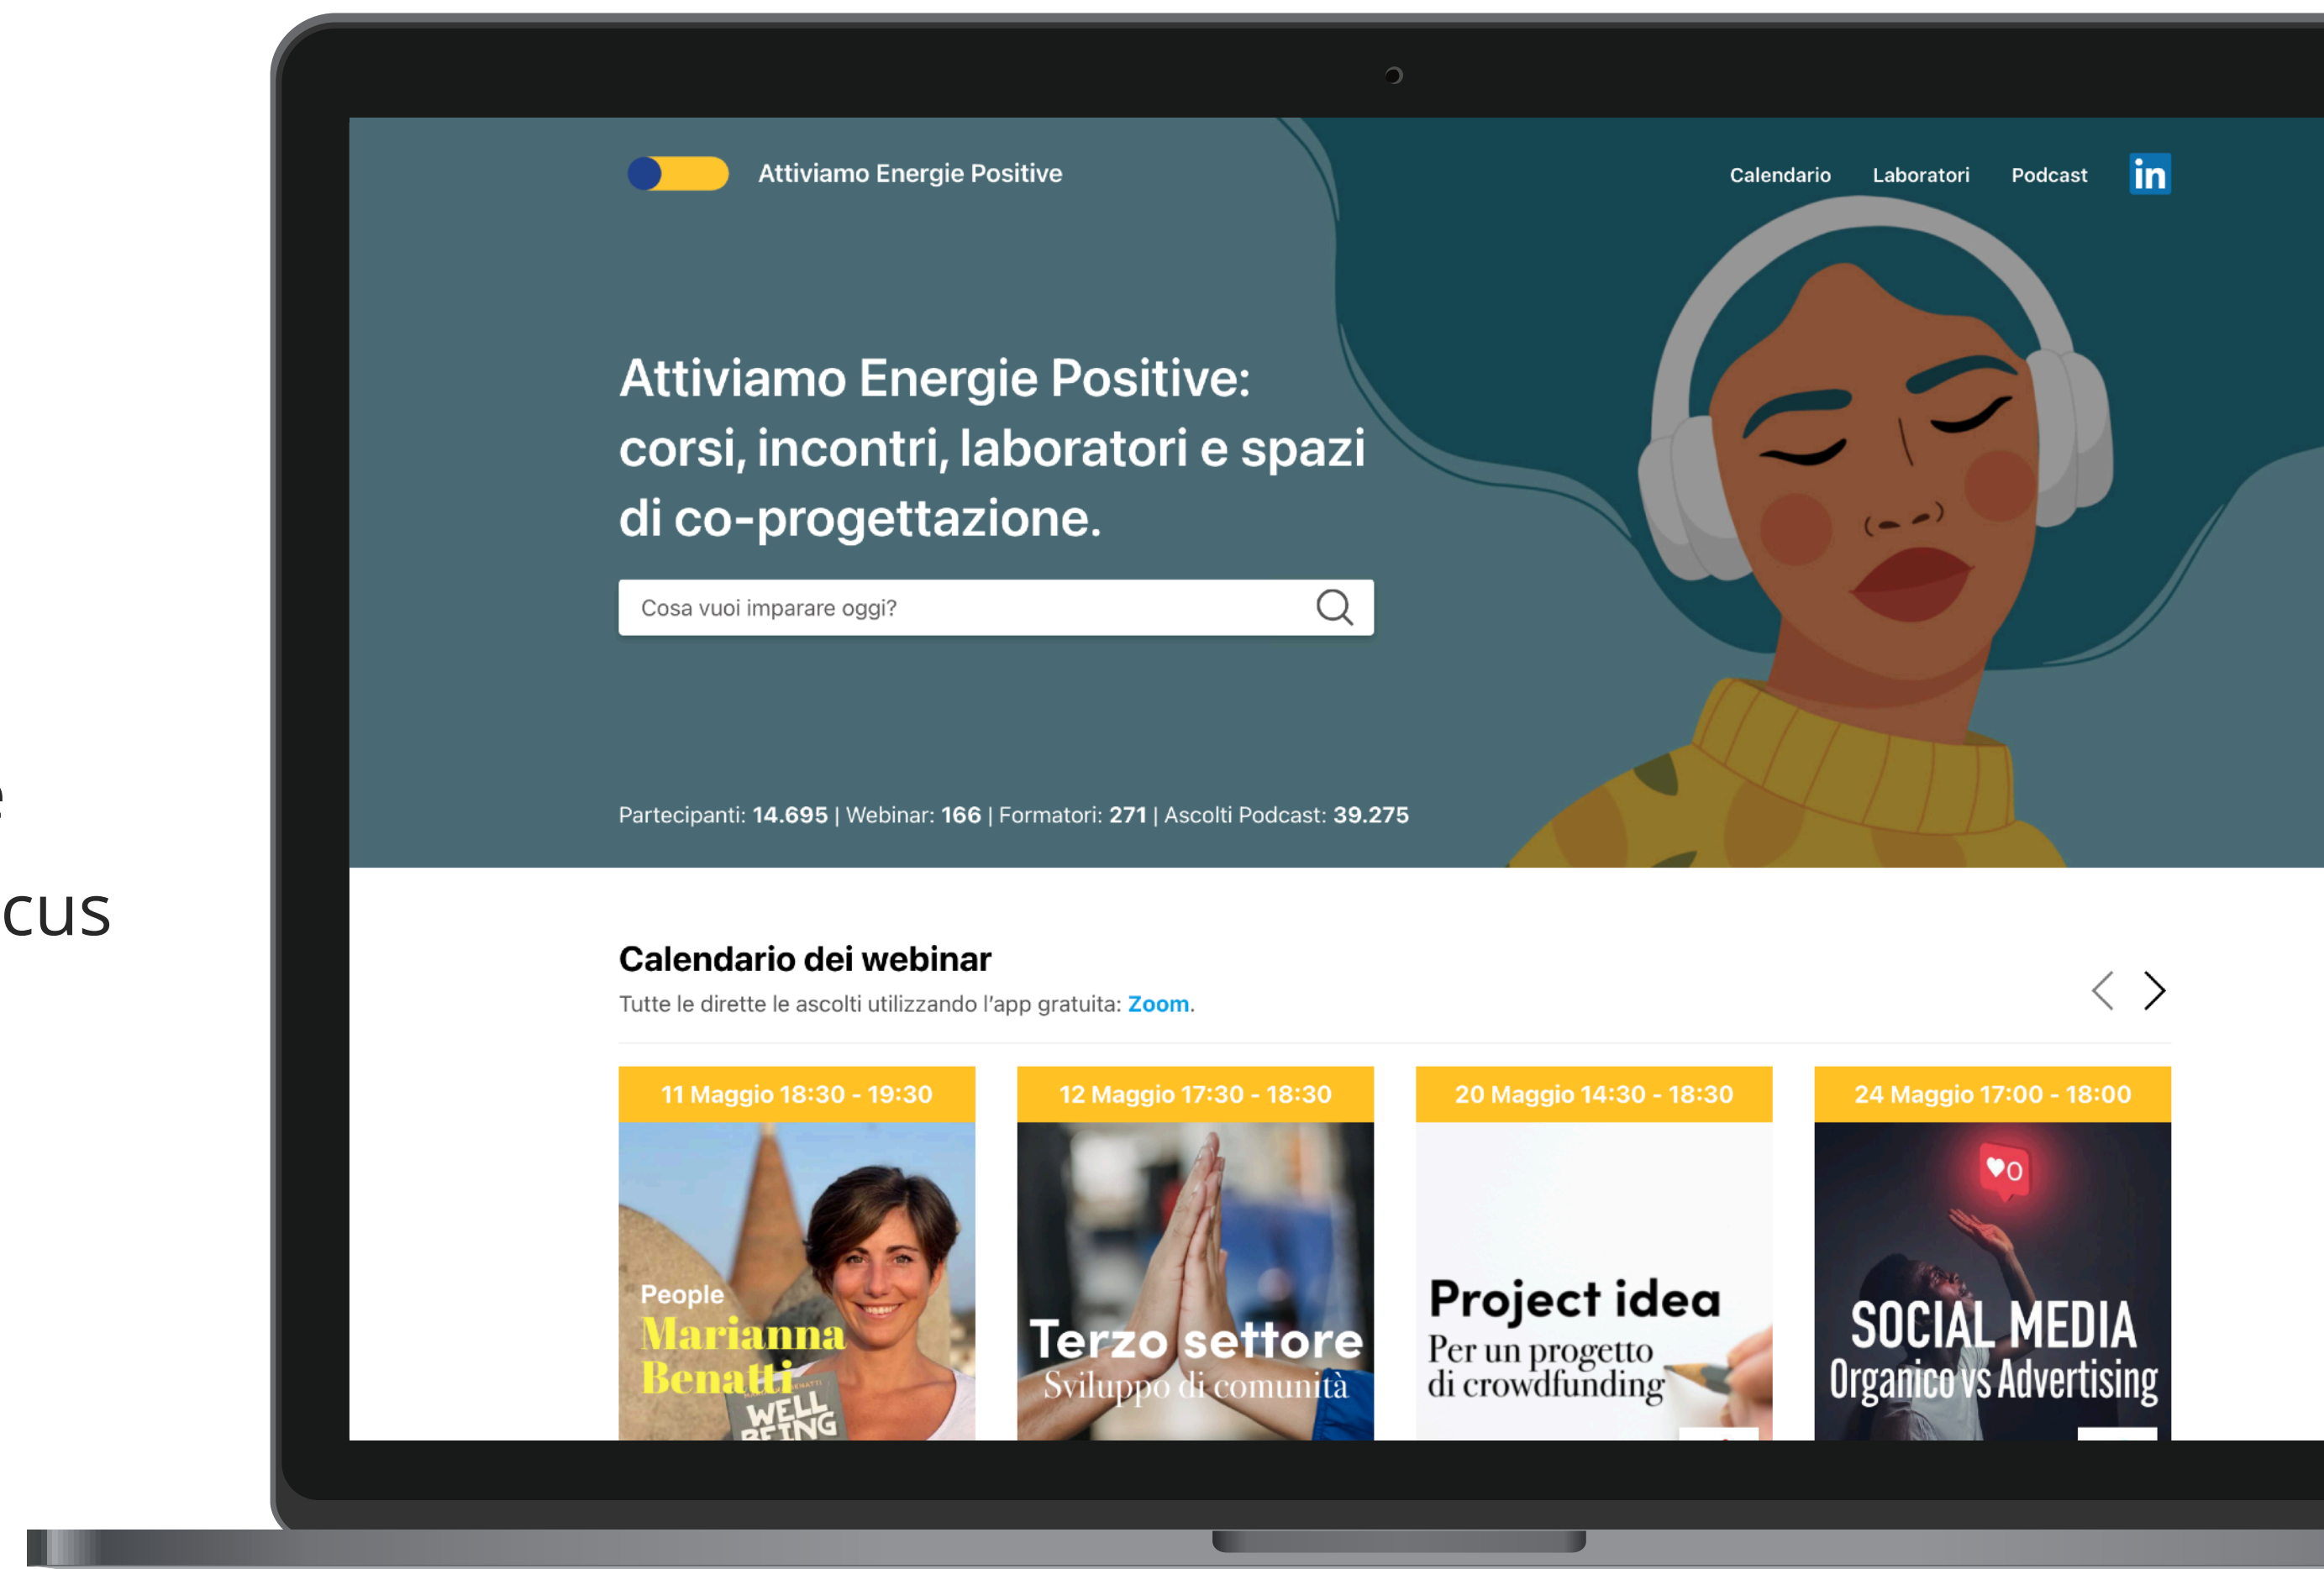 e
cus
Attiviamo Energie Positive
Calendario Laboratori Podcast in
Attiviamo Energie Positive:
corsi, incontri, laboratori e spazi
di co-progettazione.
Cosa vuoi imparare oggi?
Partecipanti: 14.695 | Webinar: 166 | Formatori: 271 | Ascolti Podcast: 39.275
Calendario dei webinar
Tutte le dirette le ascolti utilizzando l'app gratuita: Zoom.
11 Maggio 18:30 - 19:30
People
Marianna
Benatti
WELL
BEING
12 Maggio 17:30 - 18:30
Terzo settore
Sviluppo di comunità
20 Maggio 14:30 - 18:30
Project idea
Per un progetto
di crowdfunding
24 Maggio 17:00 - 18:00
0
SOCIAL MEDIA
Organico vs Advertising